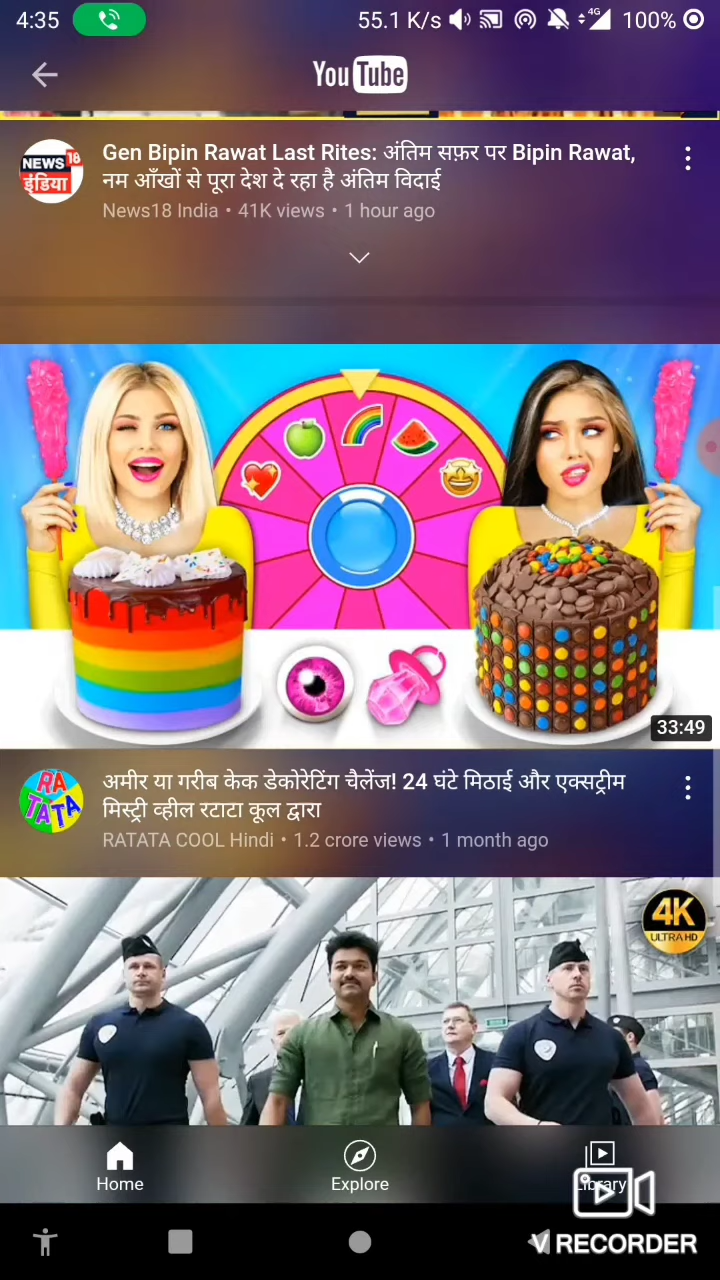 4:35 55.1 K/s 4G 100%
YouTube
NEWS 18 इंडिया
Gen Bipin Rawat Last Rites: अंतिम सफ़र पर Bipin Rawat,
नम आँखों से पूरा देश दे रहा है अंतिम विदाई
News18 India • 41K views • 1 hour ago
33:49
RA TATA
अमीर या गरीब केक डेकोरेटिंग चैलेंज! 24 घंटे मिठाई और एक्सट्रीम
मिस्ट्री व्हील रटाटा कूल द्वारा
RATATA COOL Hindi • 1.2 crore views • 1 month ago
4K
ULTRA HD
Home Explore Library
V RECORDER